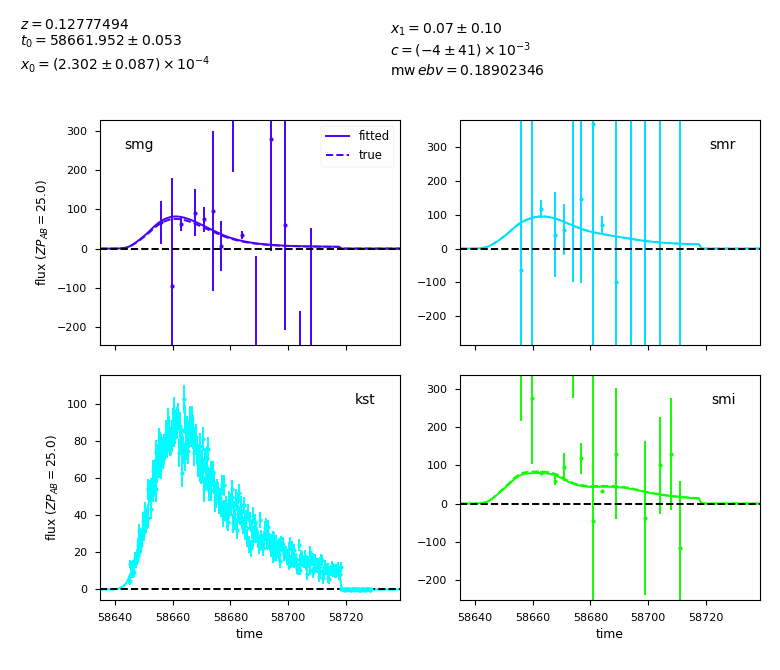 z = 0.12777494
t₀ = 58661.952 ± 0.053
x₀ = (2.302 ± 0.087) × 10⁻⁴
x₁ = 0.07 ± 0.10
c = (−4 ± 41) × 10⁻³
mw ebv = 0.18902346
smg
fitted
true
300
200
100
0
−100
−200
flux (ZP_AB = 25.0)
smr
300
200
100
0
−100
−200
kst
100
80
60
40
20
0
flux (ZP_AB = 25.0)
58640 58660 58680 58700 58720
time
smi
300
200
100
0
−100
−200
58640 58660 58680 58700 58720
time